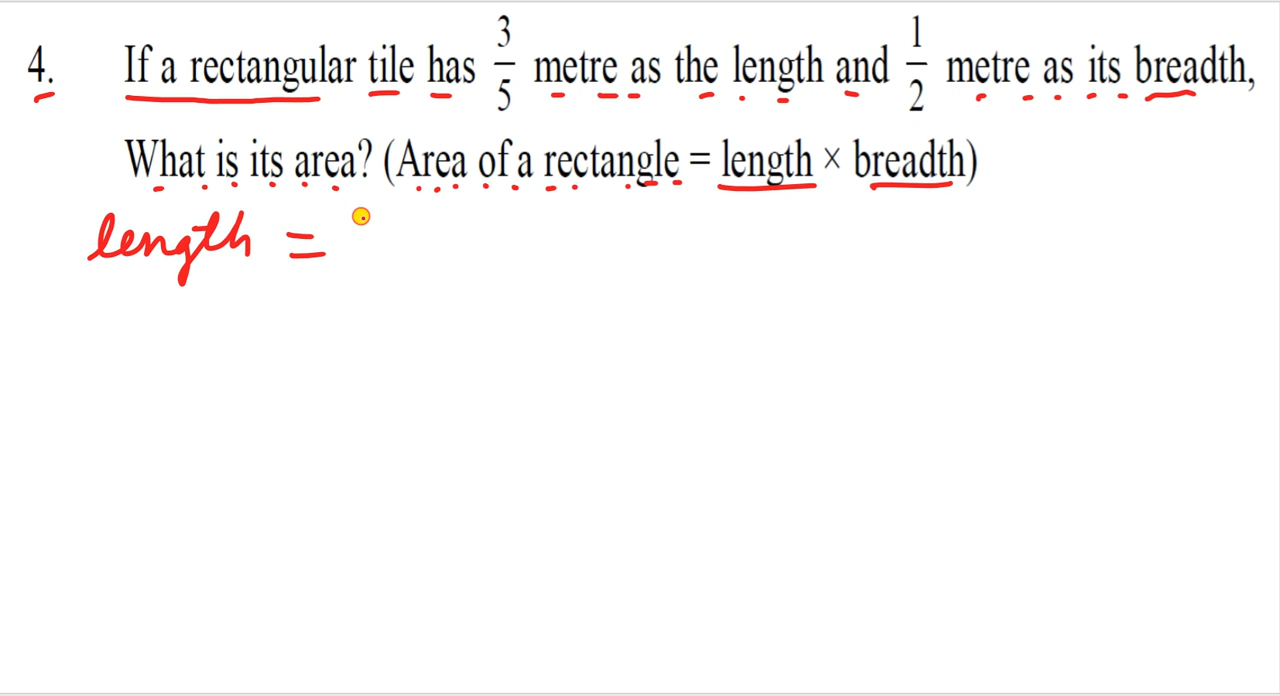 4. If a rectangular tile has 3/5 metre as the length and 1/2 metre as its breadth,
What is its area? (Area of a rectangle = length × breadth)
length =